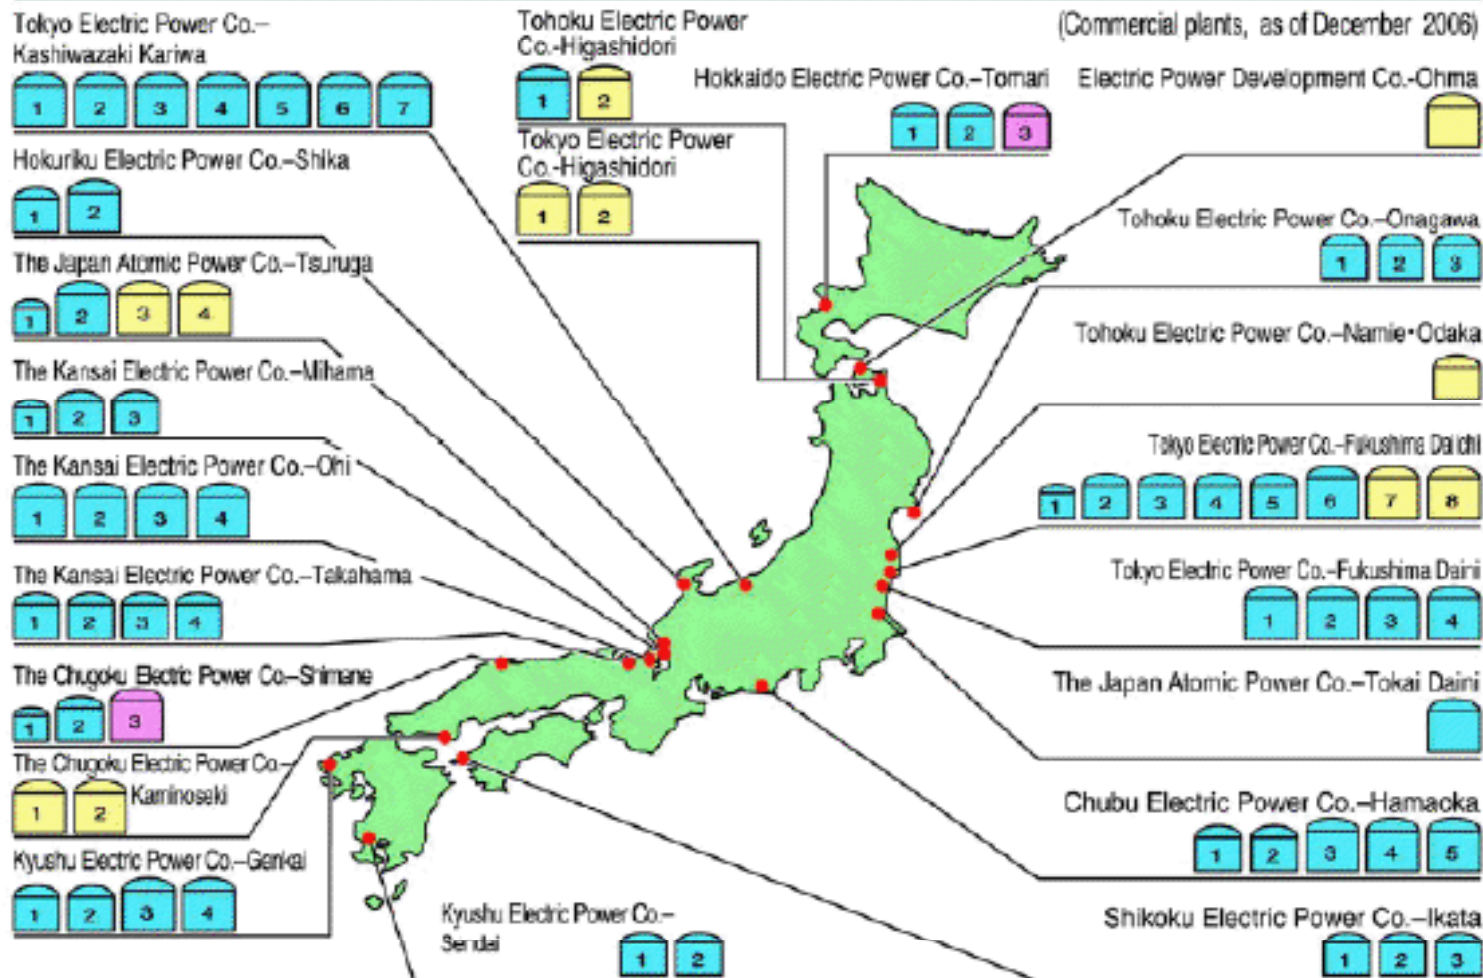 Tokyo Electric Power Co.–
Kashiwazaki Kariwa
1 2 3 4 5 6 7
Hokuriku Electric Power Co.–Shika
1 2
The Japan Atomic Power Co.–Tsuruga
1 2 3 4
The Kansai Electric Power Co.–Mihama
1 2 3
The Kansai Electric Power Co.–Ohi
1 2 3 4
The Kansai Electric Power Co.–Takahama
1 2 3 4
The Chugoku Electric Power Co.–Shimane
1 2 3
The Chugoku Electric Power Co.–
Kaminoseki
1 2
Kyushu Electric Power Co.–Genkai
1 2 3 4
Tohoku Electric Power
Co.-Higashidori
1 2
Tokyo Electric Power
Co.-Higashidori
1 2
Kyushu Electric Power Co.–
Sendai
1 2
(Commercial plants, as of December 2006)
Hokkaido Electric Power Co.–Tomari
1 2 3
Electric Power Development Co.-Ohma
Tohoku Electric Power Co.–Onagawa
1 2 3
Tohoku Electric Power Co.–Namie・Odaka
Tokyo Electric Power Co.–Fukushima Daiichi
1 2 3 4 5 6 7 8
Tokyo Electric Power Co.–Fukushima Daini
1 2 3 4
The Japan Atomic Power Co.–Tokai Daini
Chubu Electric Power Co.–Hamaoka
1 2 3 4 5
Shikoku Electric Power Co.–Ikata
1 2 3